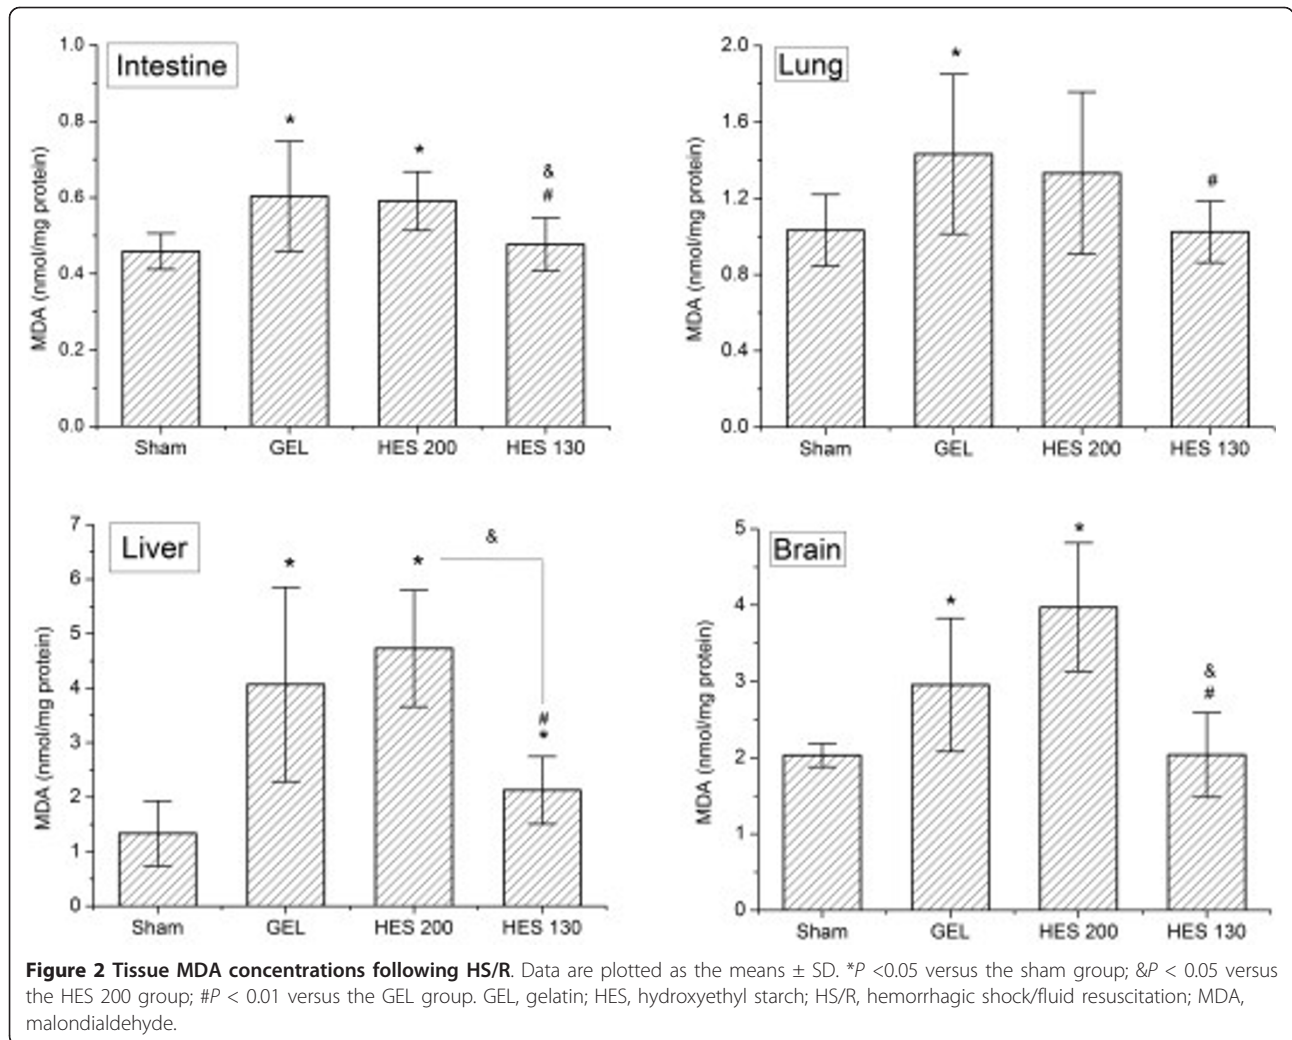 Intestine
MDA (nmol/mg protein)
1.0
0.8
0.6
0.4
0.2
0.0
*
*
&
#
Sham GEL HES 200 HES 130
Lung
MDA (nmol/mg protein)
2.0
1.6
1.2
0.8
0.4
0.0
*
#
Sham GEL HES 200 HES 130
Liver
MDA (nmol/mg protein)
7
6
5
4
3
2
1
0
*
*
&
#
*
Sham GEL HES 200 HES 130
Brain
MDA (nmol/mg protein)
5
4
3
2
1
0
*
*
&
#
Sham GEL HES 200 HES 130
Figure 2 Tissue MDA concentrations following HS/R. Data are plotted as the means ± SD. *P <0.05 versus the sham group; &P < 0.05 versus
the HES 200 group; #P < 0.01 versus the GEL group. GEL, gelatin; HES, hydroxyethyl starch; HS/R, hemorrhagic shock/fluid resuscitation; MDA,
malondialdehyde.